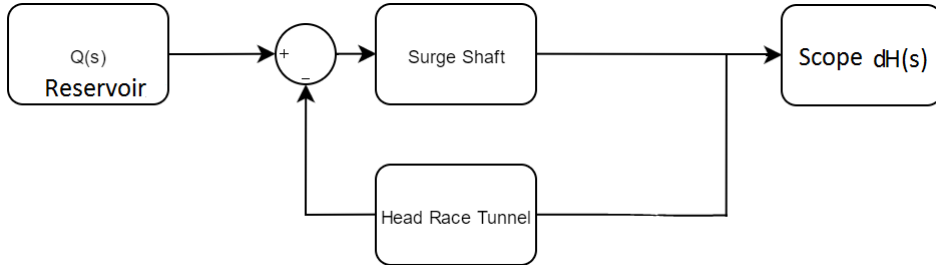 Q(s)
Reservoir
+
−
Surge Shaft
Scope dH(s)
Head Race Tunnel